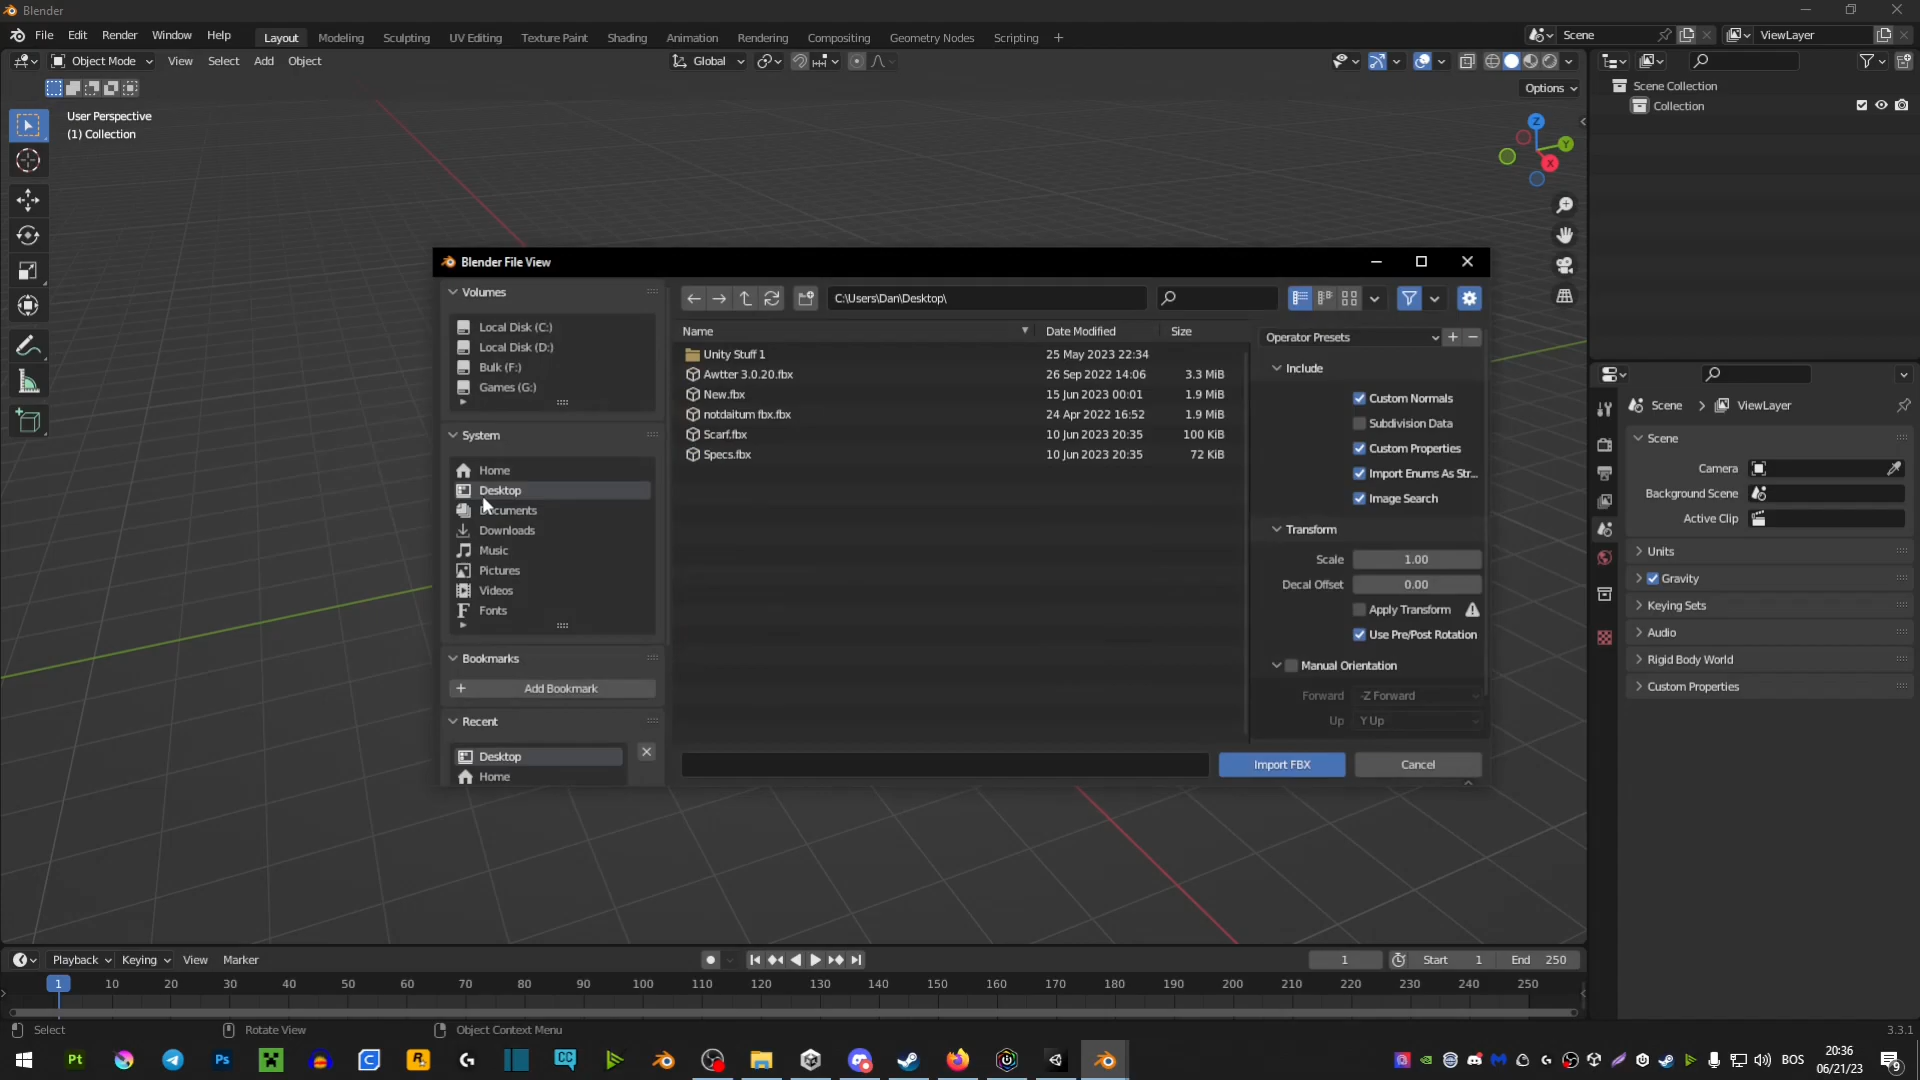 Blender
File Edit Render Window Help Layout Modeling Sculpting UV Editing Texture Paint Shading Animation Rendering Compositing Geometry Nodes Scripting + Scene ViewLayer
Object Mode View Select Add Object Global
Options
User Perspective
(1) Collection
Z
Y
X
Scene Collection
Collection
Blender File View
Volumes
Local Disk (C:)
Local Disk (D:)
Bulk (F:)
Games (G:)
System
Home
Desktop
Documents
Downloads
Music
Pictures
Videos
Fonts
Bookmarks
+ Add Bookmark
Recent
Desktop
Home
C:\Users\Dan\Desktop\
Name Date Modified Size
Unity Stuff 1 25 May 2023 22:34
Awtter 3.0.20.fbx 26 Sep 2022 14:06 3.3 MiB
New.fbx 15 Jun 2023 00:01 1.9 MiB
notdaitum fbx.fbx 24 Apr 2022 16:52 1.9 MiB
Scarf.fbx 10 Jun 2023 20:35 100 KiB
Specs.fbx 10 Jun 2023 20:35 72 KiB
Operator Presets
Include
Custom Normals
Subdivision Data
Custom Properties
Import Enums As Str...
Image Search
Transform
Scale 1.00
Decal Offset 0.00
Apply Transform
Use Pre/Post Rotation
Manual Orientation
Forward -Z Forward
Up Y Up
Import FBX Cancel
Scene ViewLayer
Scene
Camera
Background Scene
Active Clip
Units
Gravity
Keying Sets
Audio
Rigid Body World
Custom Properties
Playback Keying View Marker 1 Start 1 End 250
1 10 20 30 40 50 60 70 80 90 100 110 120 130 140 150 160 170 180 190 200 210 220 230 240 250
Select Rotate View Object Context Menu 3.3.1
Pt Ps CC BOS 20:36
06/21/23 9